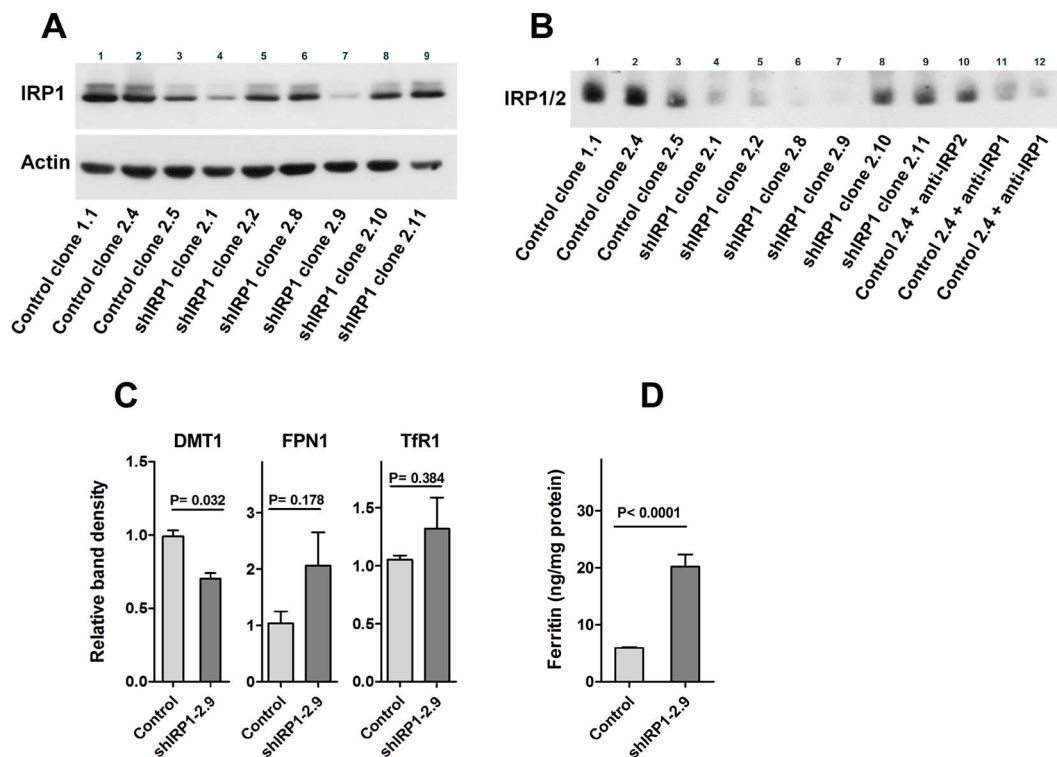 A
1 2 3 4 5 6 7 8 9
IRP1
Actin
Control clone 1.1
Control clone 2.4
Control clone 2.5
shIRP1 clone 2.1
shIRP1 clone 2,2
shIRP1 clone 2.8
shIRP1 clone 2.9
shIRP1 clone 2.10
shIRP1 clone 2.11
B
1 2 3 4 5 6 7 8 9 10 11 12
IRP1/2
Control clone 1.1
Control clone 2.4
Control clone 2.5
shIRP1 clone 2.1
shIRP1 clone 2,2
shIRP1 clone 2.8
shIRP1 clone 2.9
shIRP1 clone 2.10
shIRP1 clone 2.11
Control 2.4 + anti-IRP2
Control 2.4 + anti-IRP1
Control 2.4 + anti-IRP1
C
Relative band density
DMT1
1.5
1.0
0.5
0.0
P= 0.032
Control
shIRP1-2.9
FPN1
3
2
1
0
P= 0.178
Control
shIRP1-2.9
TfR1
1.5
1.0
0.5
0.0
P= 0.384
Control
shIRP1-2.9
D
Ferritin (ng/mg protein)
30
20
10
0
P< 0.0001
Control
shIRP1-2.9